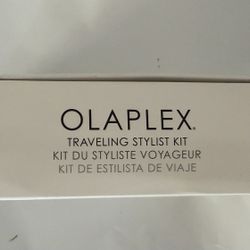 OLAPLEX.
TRAVELING STYLIST KIT
KIT DU STYLISTE VOYAGEUR
KIT DE ESTILISTA DE VIAJE